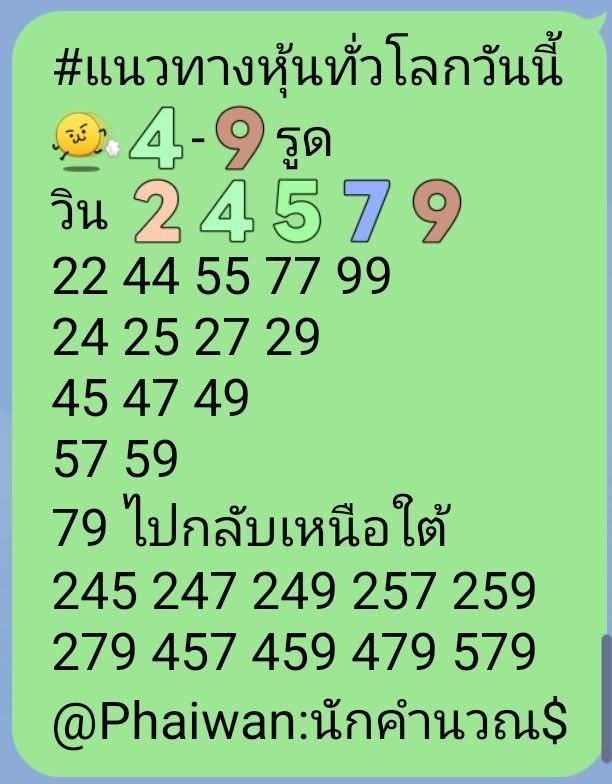 #แนวทางหุ้นทั่วโลกวันนี้
4-9 รูด
วิน 2 4 5 7 9
22 44 55 77 99
24 25 27 29
45 47 49
57 59
79 ไปกลับเหนือใต้
245 247 249 257 259
279 457 459 479 579
@Phaiwan:นักคำนวณ$